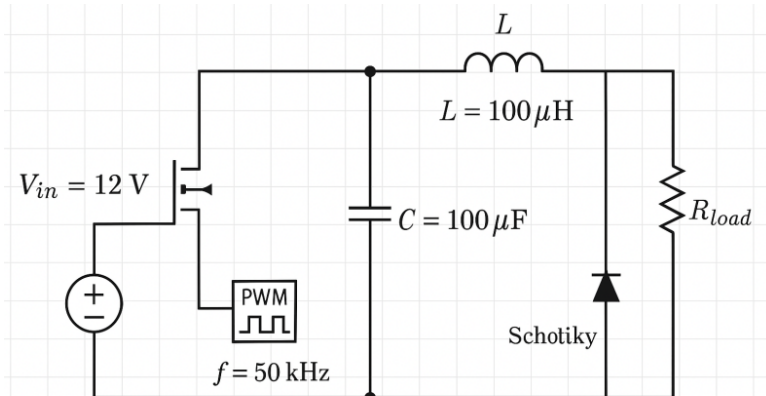 L
L = 100 μH
V_in = 12 V
C = 100 μF
R_load
+
−
PWM
Schotiky
f = 50 kHz